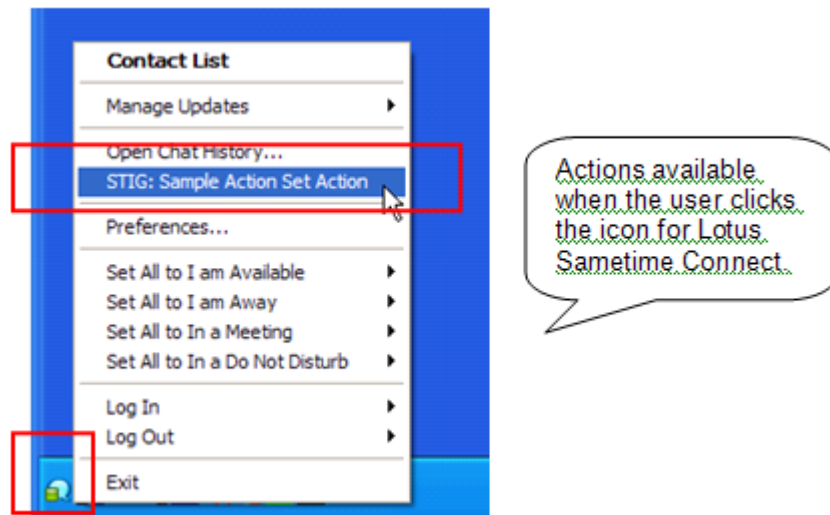 Contact List
Manage Updates
Open Chat History...
STIG: Sample Action Set Action
Preferences...
Set All to I am Available
Set All to I am Away
Set All to In a Meeting
Set All to In a Do Not Disturb
Log In
Log Out
Exit
Actions available
when the user clicks
the icon for Lotus
Sametime Connect.